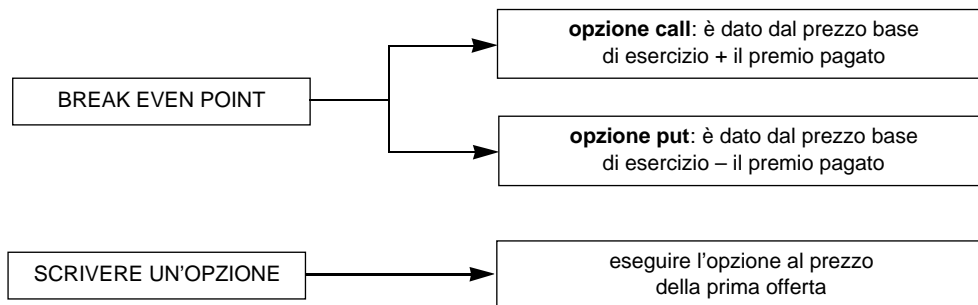 opzione call: è dato dal prezzo base
di esercizio + il premio pagato
BREAK EVEN POINT
opzione put: è dato dal prezzo base
di esercizio – il premio pagato
SCRIVERE UN'OPZIONE
eseguire l'opzione al prezzo
della prima offerta